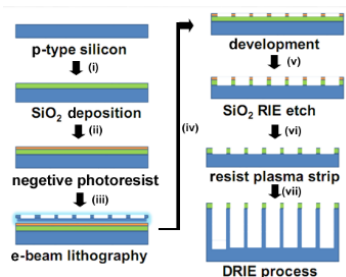 p-type silicon
(i)
SiO₂ deposition
(ii)
negetive photoresist
(iii)
e-beam lithography
(iv)
development
(v)
SiO₂ RIE etch
(vi)
resist plasma strip
(vii)
DRIE process